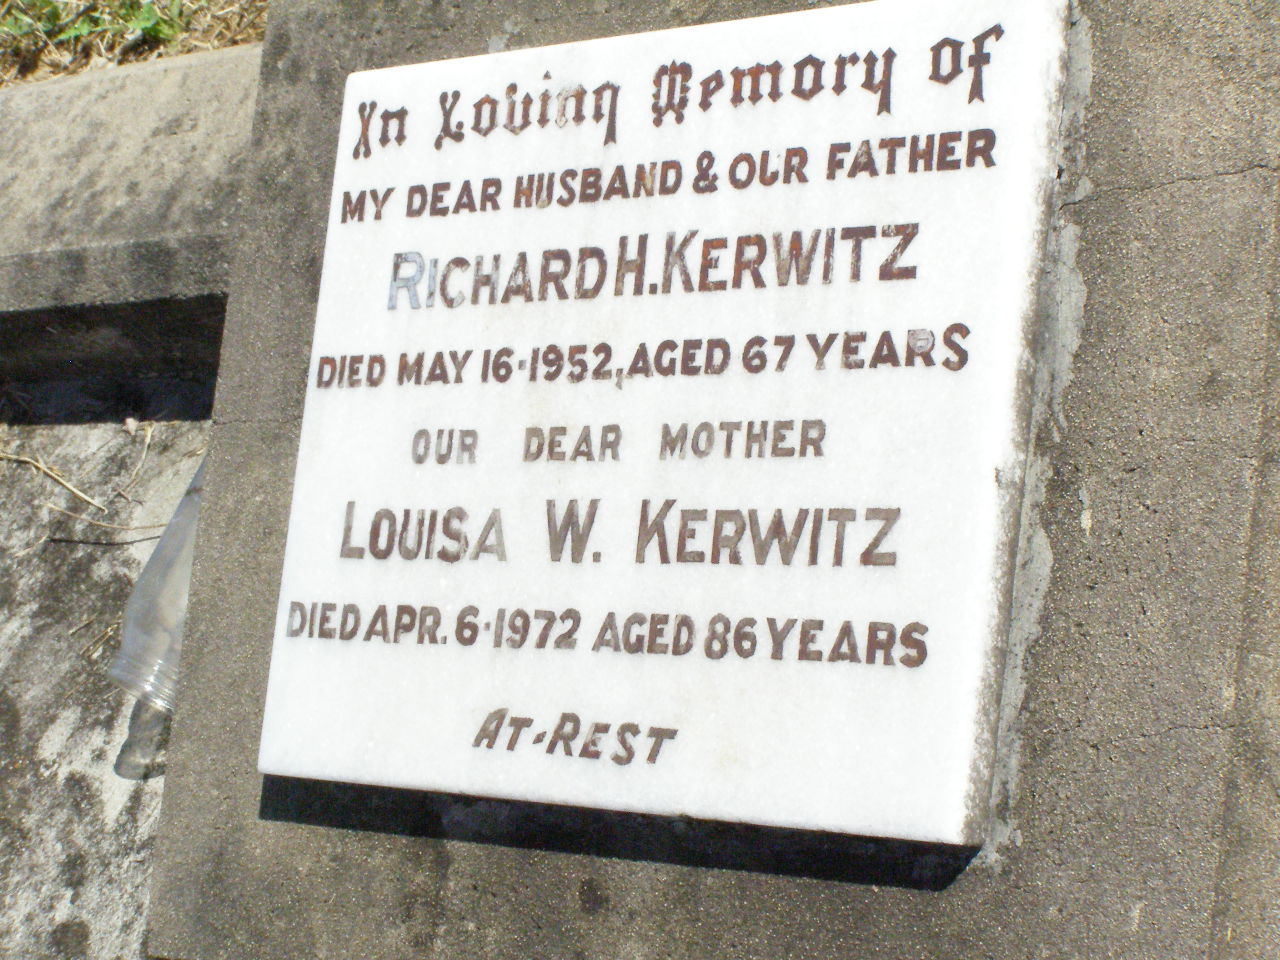 In Loving Memory of
MY DEAR HUSBAND & OUR FATHER
RICHARD H. KERWITZ
DIED MAY 16·1952, AGED 67 YEARS
OUR DEAR MOTHER
LOUISA W. KERWITZ
DIED APR. 6·1972 AGED 86 YEARS
AT-REST